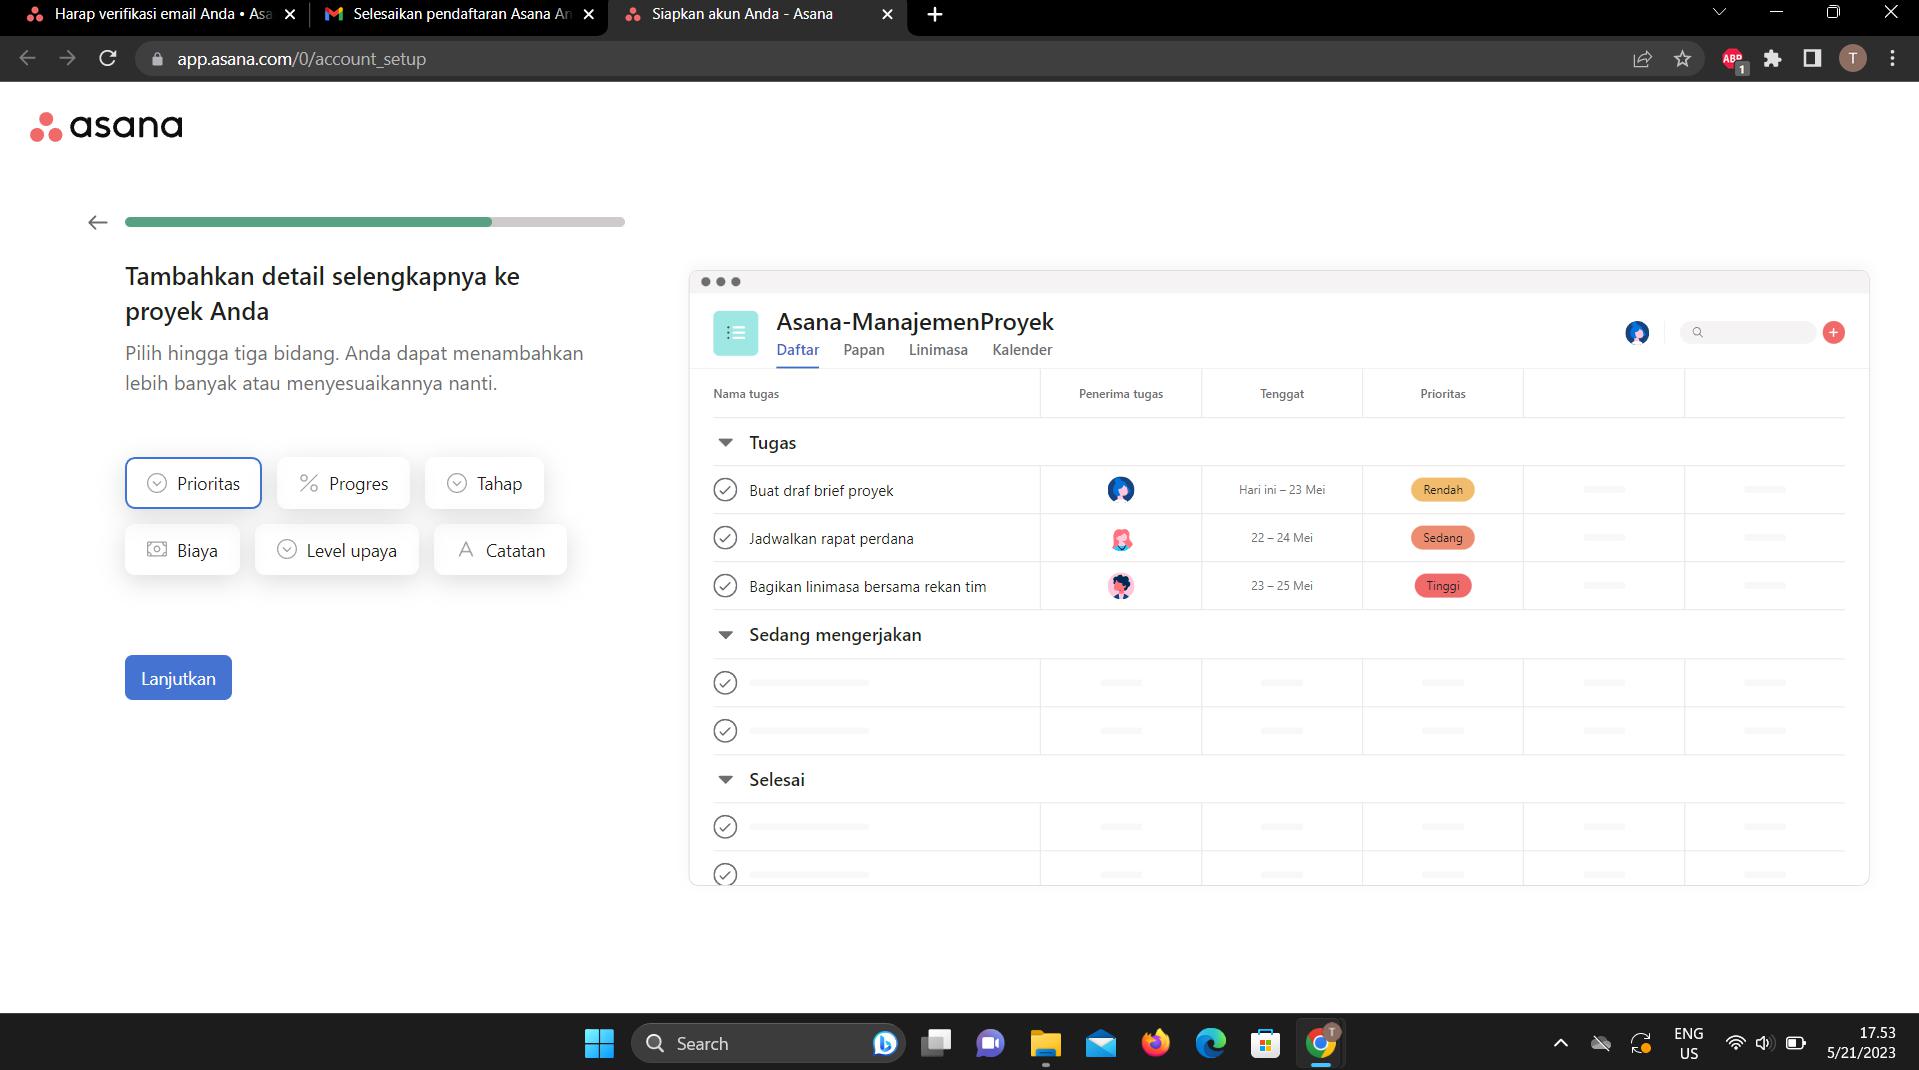 Harap verifikasi email Anda • Asa
Selesaikan pendaftaran Asana An
Siapkan akun Anda - Asana
app.asana.com/0/account_setup
ABP
1
T
asana
Tambahkan detail selengkapnya ke
proyek Anda
Pilih hingga tiga bidang. Anda dapat menambahkan
lebih banyak atau menyesuaikannya nanti.
Prioritas
Progres
Tahap
Biaya
Level upaya
Catatan
Lanjutkan
Asana-ManajemenProyek
Daftar
Papan
Linimasa
Kalender
Nama tugas
Penerima tugas
Tenggat
Prioritas
Tugas
Buat draf brief proyek
Hari ini – 23 Mei
Rendah
Jadwalkan rapat perdana
22 – 24 Mei
Sedang
Bagikan linimasa bersama rekan tim
23 – 25 Mei
Tinggi
Sedang mengerjakan
Selesai
Search
T
ENG
US
17.53
5/21/2023